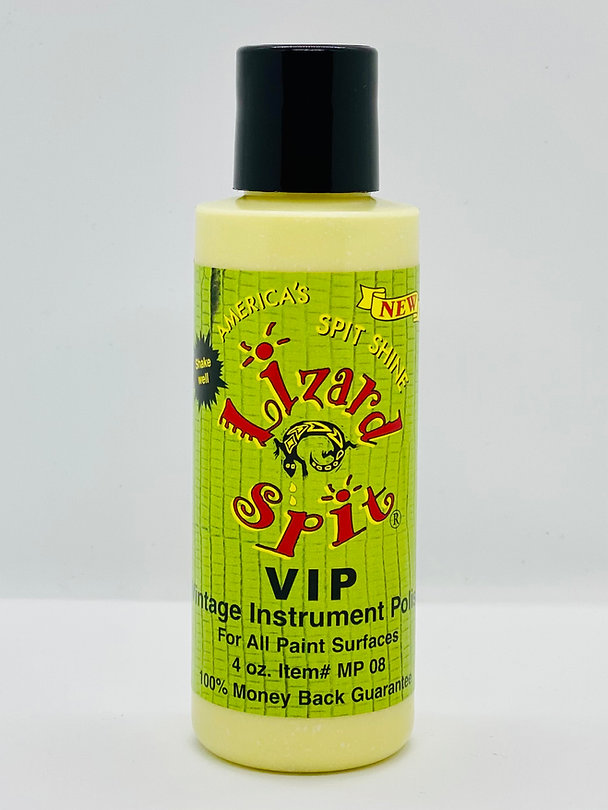 AMERICA'S
SPIT SHINE
NEW
Shake
well
Lizard
Spit®
VIP
Vintage Instrument Polis
For All Paint Surfaces
4 oz. Item# MP 08
100% Money Back Guarantee